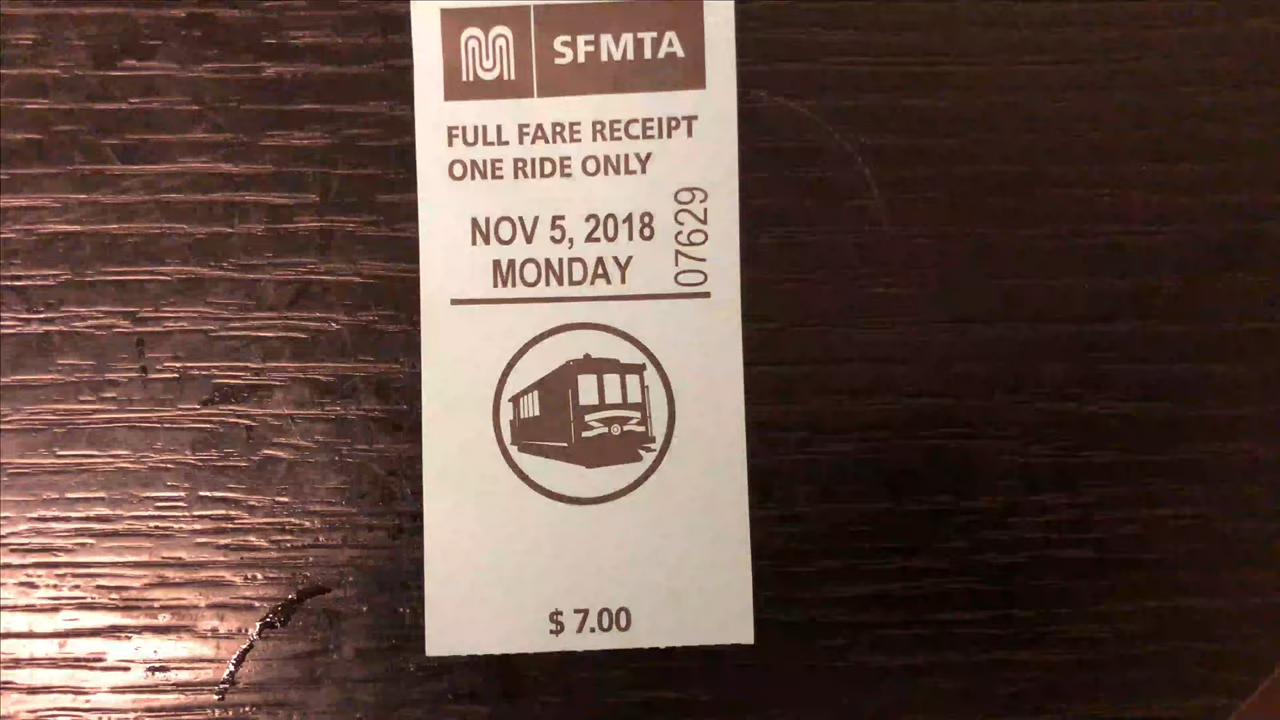 SFMTA
FULL FARE RECEIPT
ONE RIDE ONLY
NOV 5, 2018
MONDAY
07629
$ 7.00